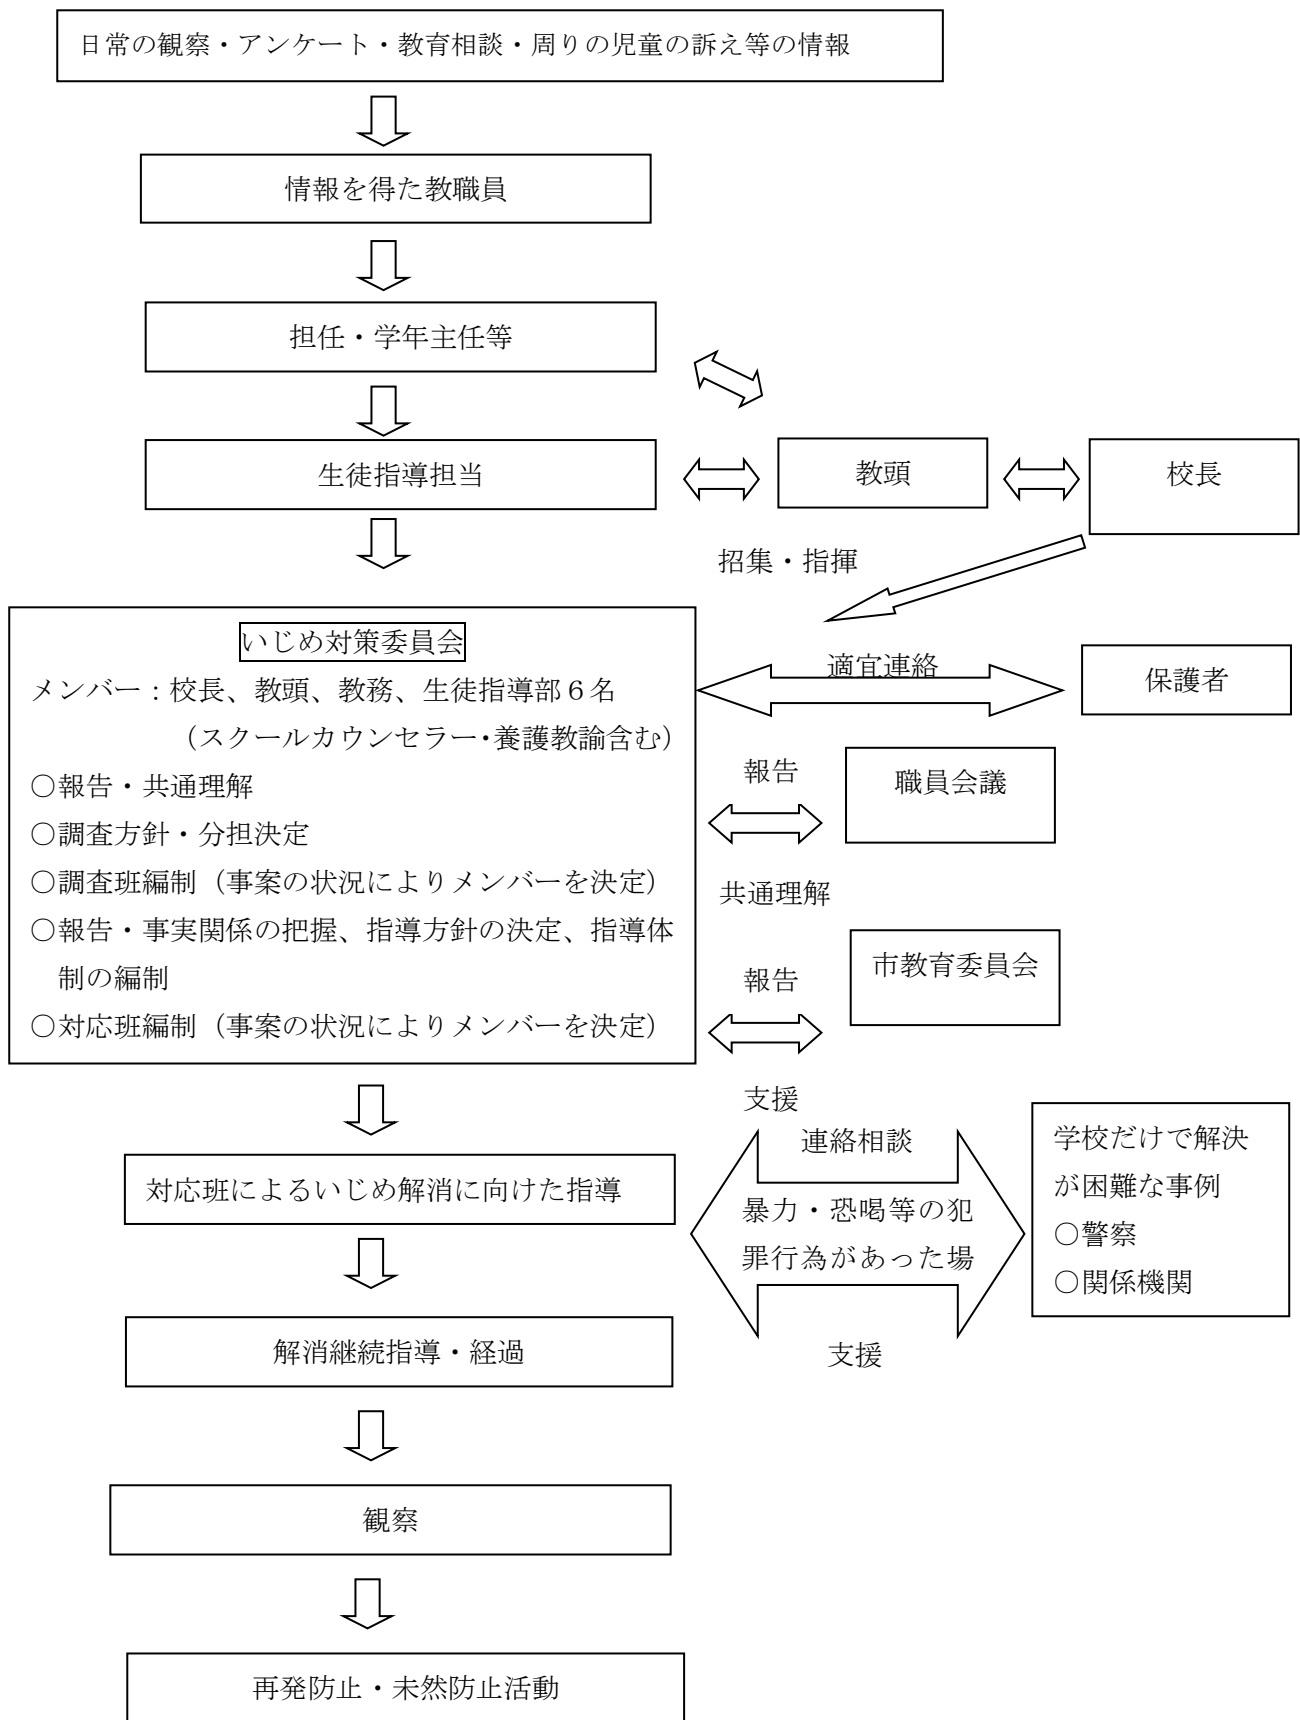 日常の観察・アンケート・教育相談・周りの児童の訴え等の情報
情報を得た教職員
担任・学年主任等
生徒指導担当
教頭
校長
招集・指揮
いじめ対策委員会
メンバー：校長、教頭、教務、生徒指導部６名
（スクールカウンセラー・養護教諭含む）
○報告・共通理解
○調査方針・分担決定
○調査班編制（事案の状況によりメンバーを決定）
○報告・事実関係の把握、指導方針の決定、指導体
制の編制
○対応班編制（事案の状況によりメンバーを決定）
適宜連絡
保護者
報告
職員会議
共通理解
報告
市教育委員会
支援
連絡相談
暴力・恐喝等の犯
罪行為があった場
支援
学校だけで解決
が困難な事例
○警察
○関係機関
対応班によるいじめ解消に向けた指導
解消継続指導・経過
観察
再発防止・未然防止活動